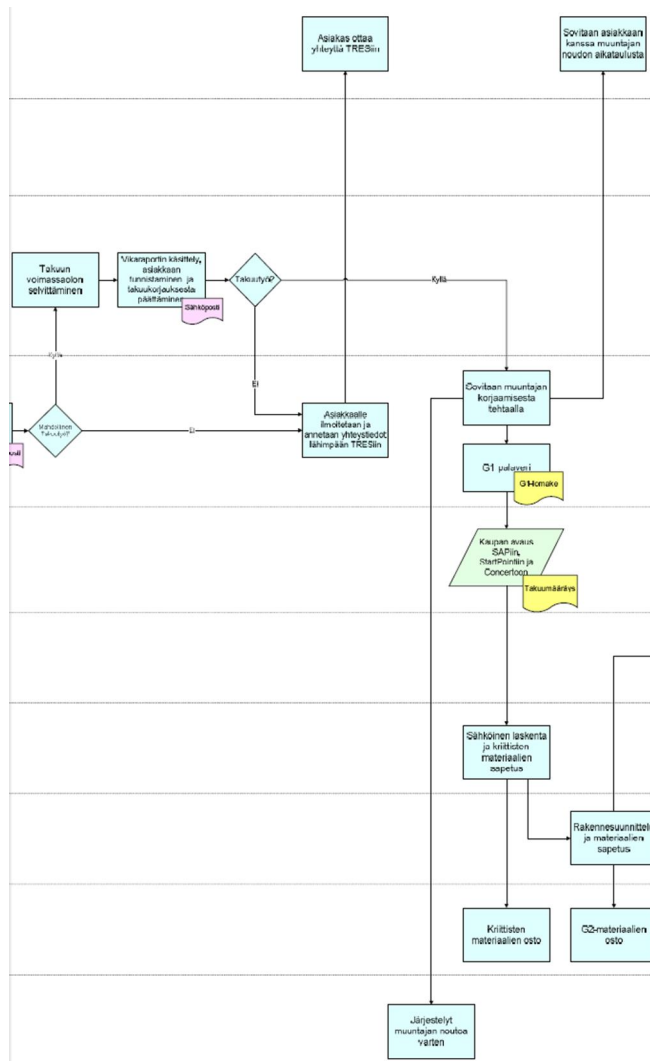 Asiakas ottaa
yhteyttä TRESiin
Sovitaan asiakkaan
kanssa muuntajan
noudon aikataulusta
Takuun
voimassaolon
selvittäminen
Vikaraportin käsittely,
asiakkaan
tunnistaminen ja
takuukorjauksesta
päättäminen
Sähköposti
Takuutyö?
Kyllä
Kyllä
Ei
Mahdollinen
Takuutyö?
Ei
Asiakkaalle
ilmoitetaan ja
annetaan yhteystiedot
lähimpään TRESiin
Sovitaan muuntajan
korjaamisesta
tehtaalla
G1 palaveri
G1-lomake
Kaupan avaus
SAPiin,
StartPointiin ja
Concertoon
Takuumääräys
Sähköinen laskenta
ja kriittisten
materiaalien
sapetus
Rakennesuunnittelu
ja materiaalien
sapetus
Kriittisten
materiaalien osto
G2-materiaalien
osto
Järjestelyt
muuntajan noutoa
varten